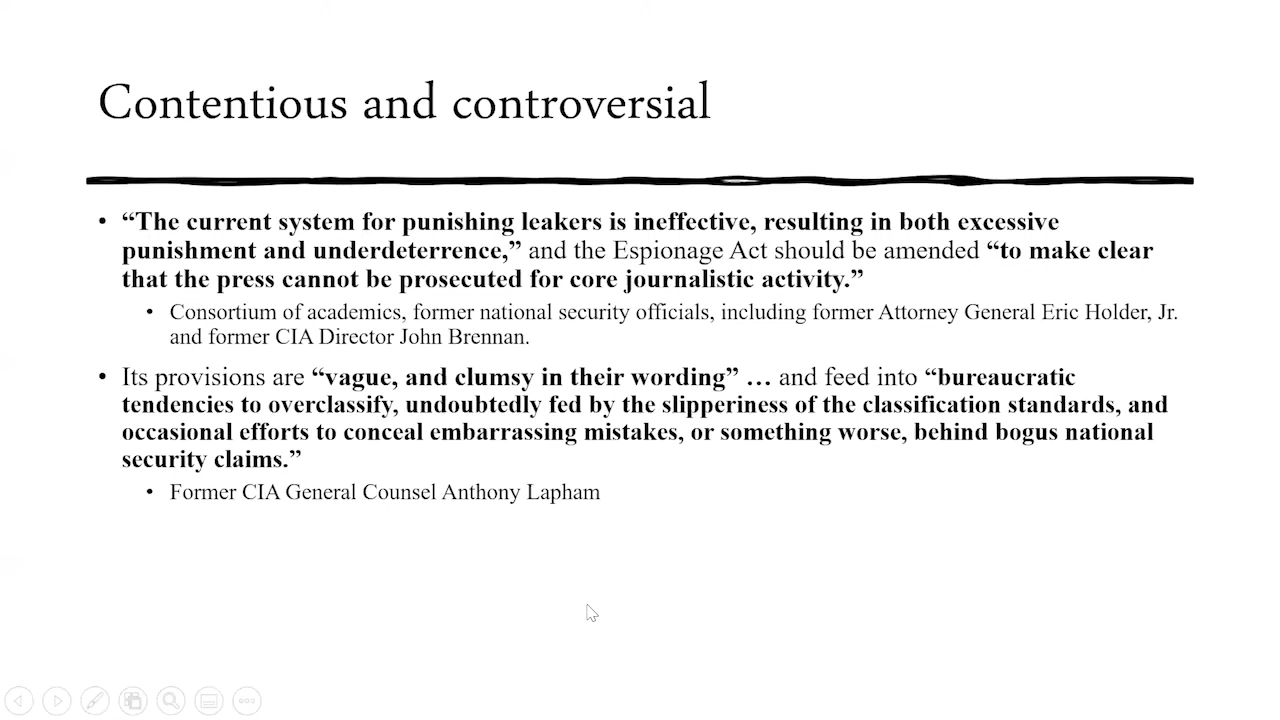 Contentious and controversial
• “The current system for punishing leakers is ineffective, resulting in both excessive
punishment and underdeterrence,” and the Espionage Act should be amended “to make clear
that the press cannot be prosecuted for core journalistic activity.”
• Consortium of academics, former national security officials, including former Attorney General Eric Holder, Jr.
and former CIA Director John Brennan.
• Its provisions are “vague, and clumsy in their wording” … and feed into “bureaucratic
tendencies to overclassify, undoubtedly fed by the slipperiness of the classification standards, and
occasional efforts to conceal embarrassing mistakes, or something worse, behind bogus national
security claims.”
• Former CIA General Counsel Anthony Lapham